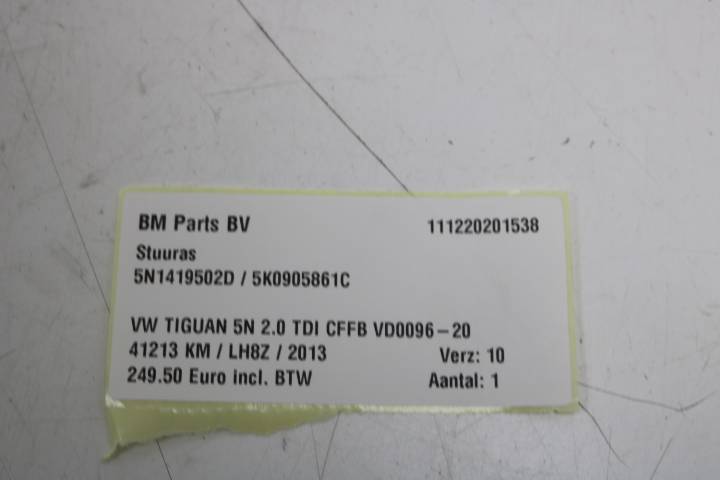 BM Parts BV 111220201538
Stuuras
5N1419502D / 5K0905861C
VW TIGUAN 5N 2.0 TDI CFFB VD0096-20
41213 KM / LH8Z / 2013 Verz: 10
249.50 Euro incl. BTW Aantal: 1